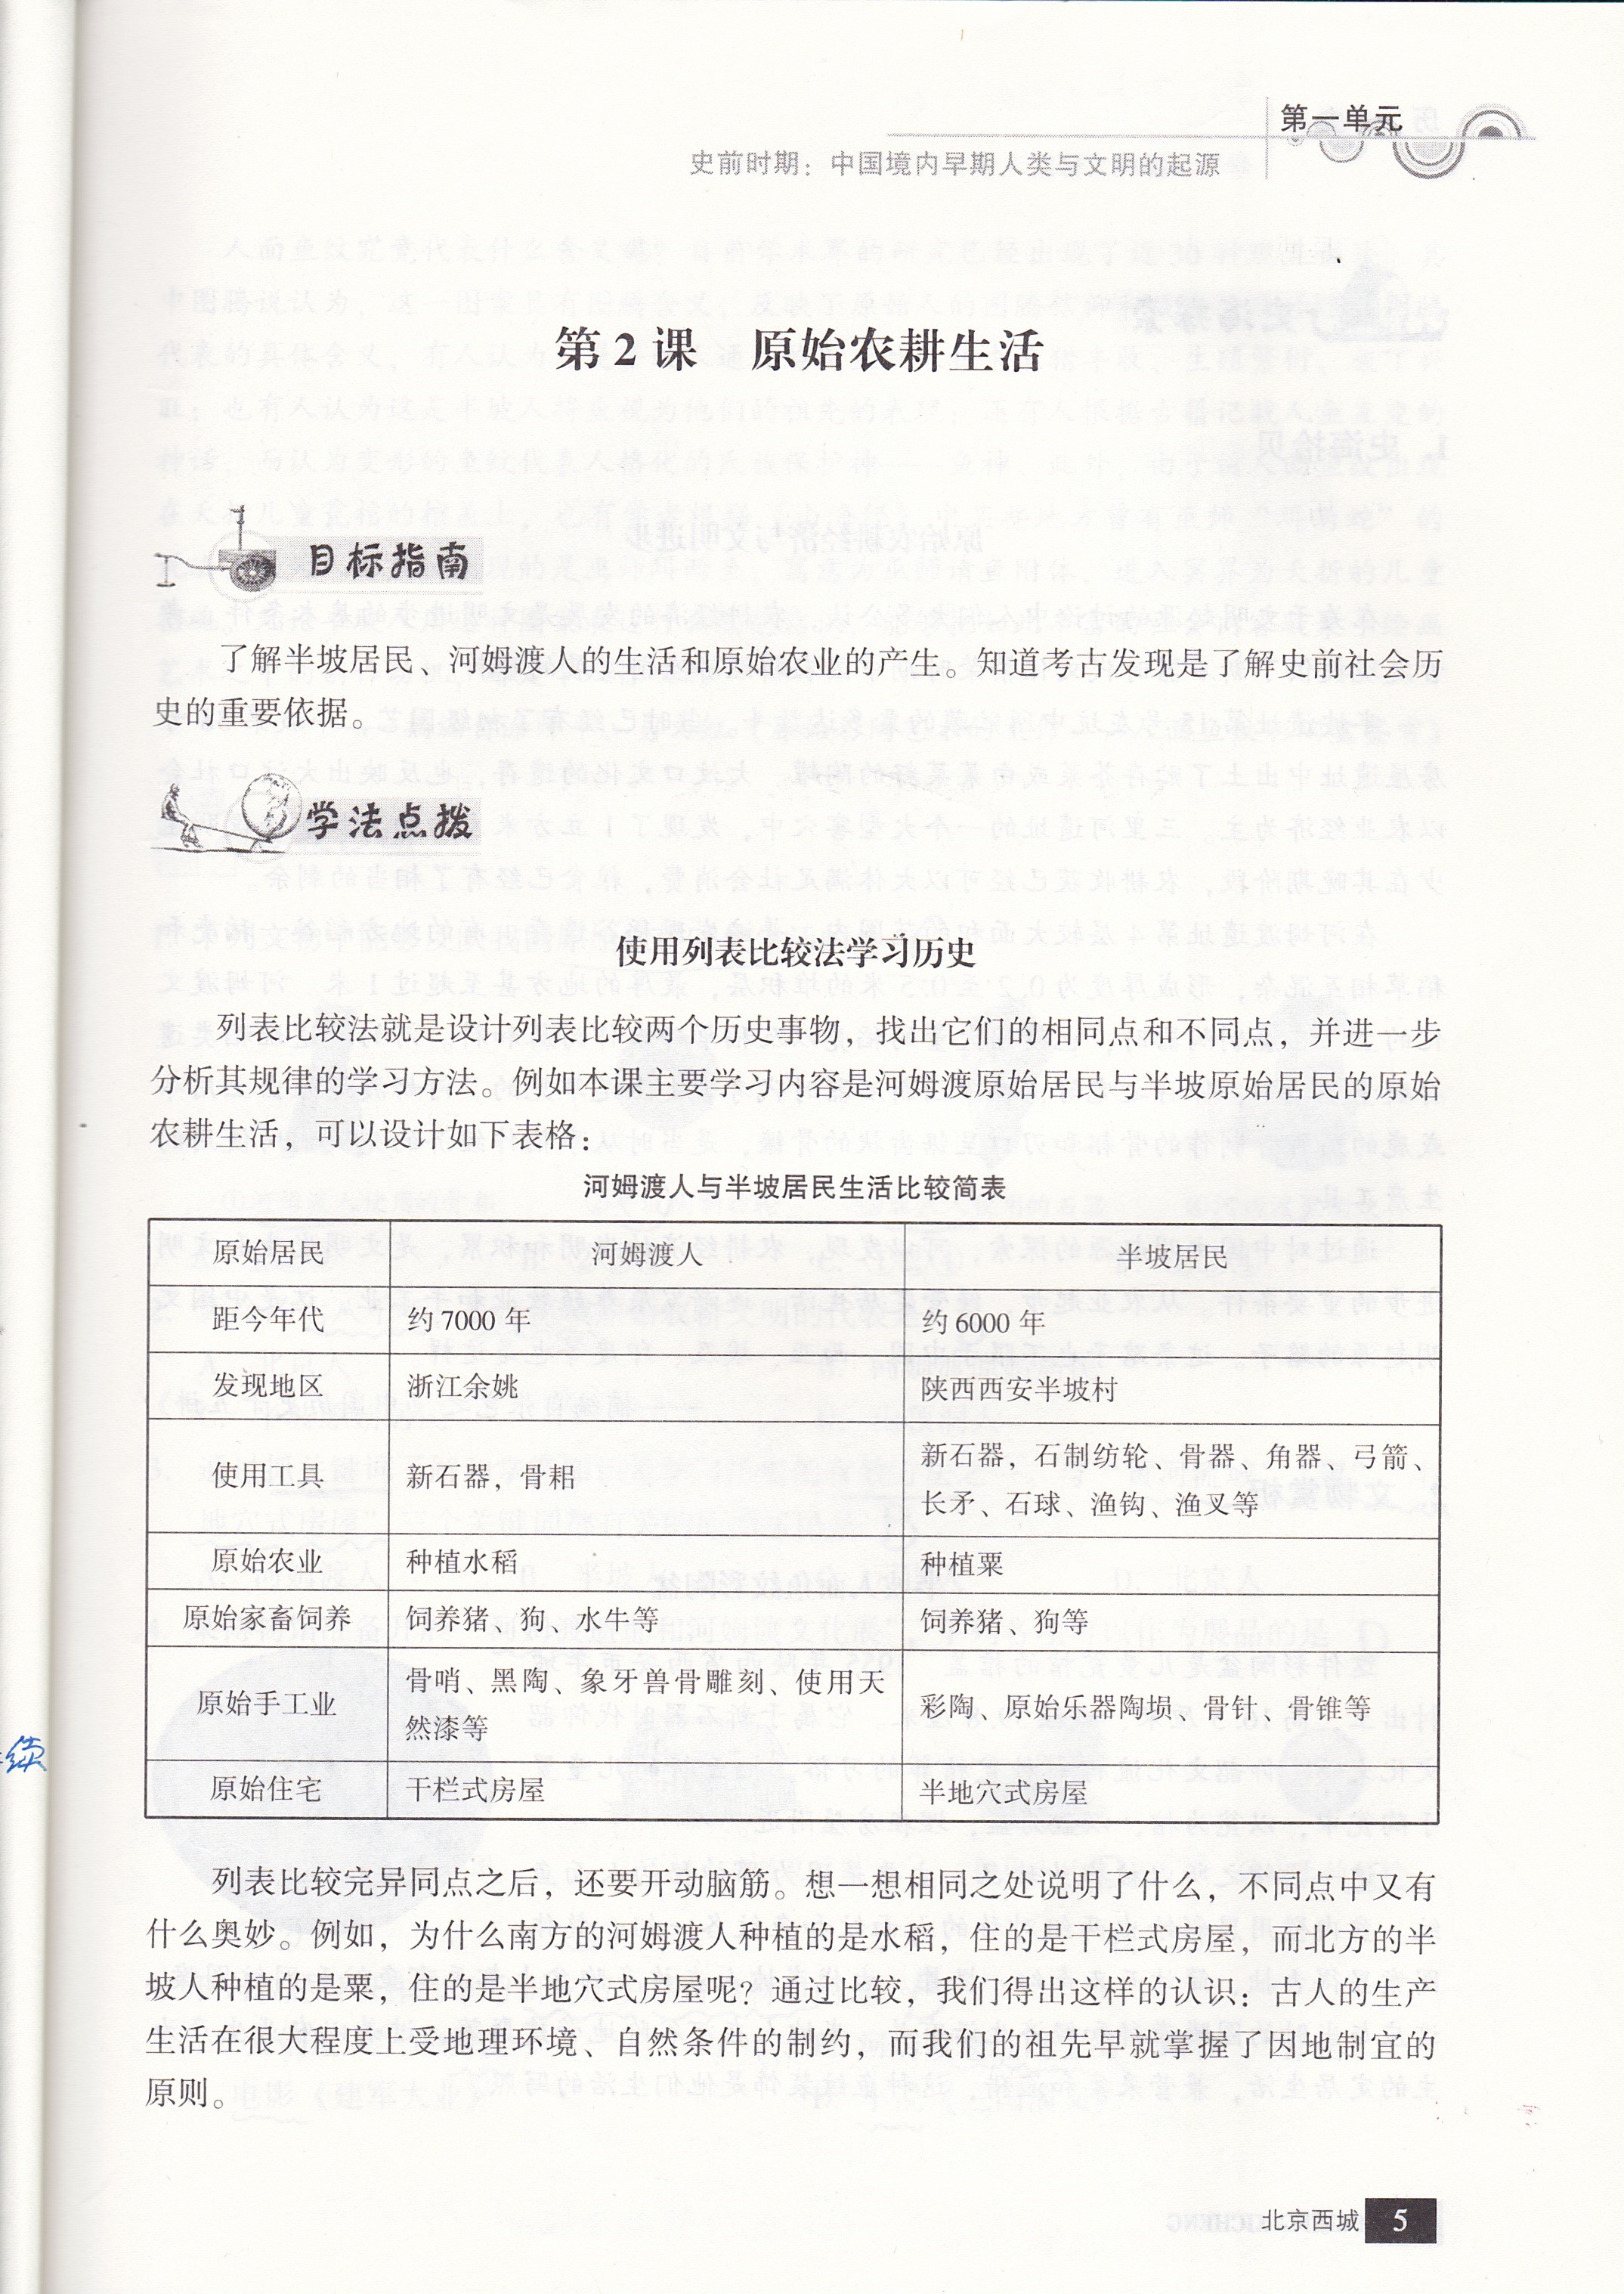 第一单元
史前时期：中国境内早期人类与文明的起源
第2课　原始农耕生活
目标指南
了解半坡居民、河姆渡人的生活和原始农业的产生。知道考古发现是了解史前社会历
史的重要依据。
学法点拨
使用列表比较法学习历史
列表比较法就是设计列表比较两个历史事物，找出它们的相同点和不同点，并进一步
分析其规律的学习方法。例如本课主要学习内容是河姆渡原始居民与半坡原始居民的原始
农耕生活，可以设计如下表格：
河姆渡人与半坡居民生活比较简表
原始居民　河姆渡人　半坡居民
距今年代　约7000年　约6000年
发现地区　浙江余姚　陕西西安半坡村
使用工具　新石器，骨耜　新石器，石制纺轮、骨器、角器、弓箭、
长矛、石球、渔钩、渔叉等
原始农业　种植水稻　种植粟
原始家畜饲养　饲养猪、狗、水牛等　饲养猪、狗等
原始手工业　骨哨、黑陶、象牙兽骨雕刻、使用天
然漆等　彩陶、原始乐器陶埙、骨针、骨锥等
原始住宅　干栏式房屋　半地穴式房屋
列表比较完异同点之后，还要开动脑筋。想一想相同之处说明了什么，不同点中又有
什么奥妙。例如，为什么南方的河姆渡人种植的是水稻，住的是干栏式房屋，而北方的半
坡人种植的是粟，住的是半地穴式房屋呢？通过比较，我们得出这样的认识：古人的生产
生活在很大程度上受地理环境、自然条件的制约，而我们的祖先早就掌握了因地制宜的
原则。
北京西城 5